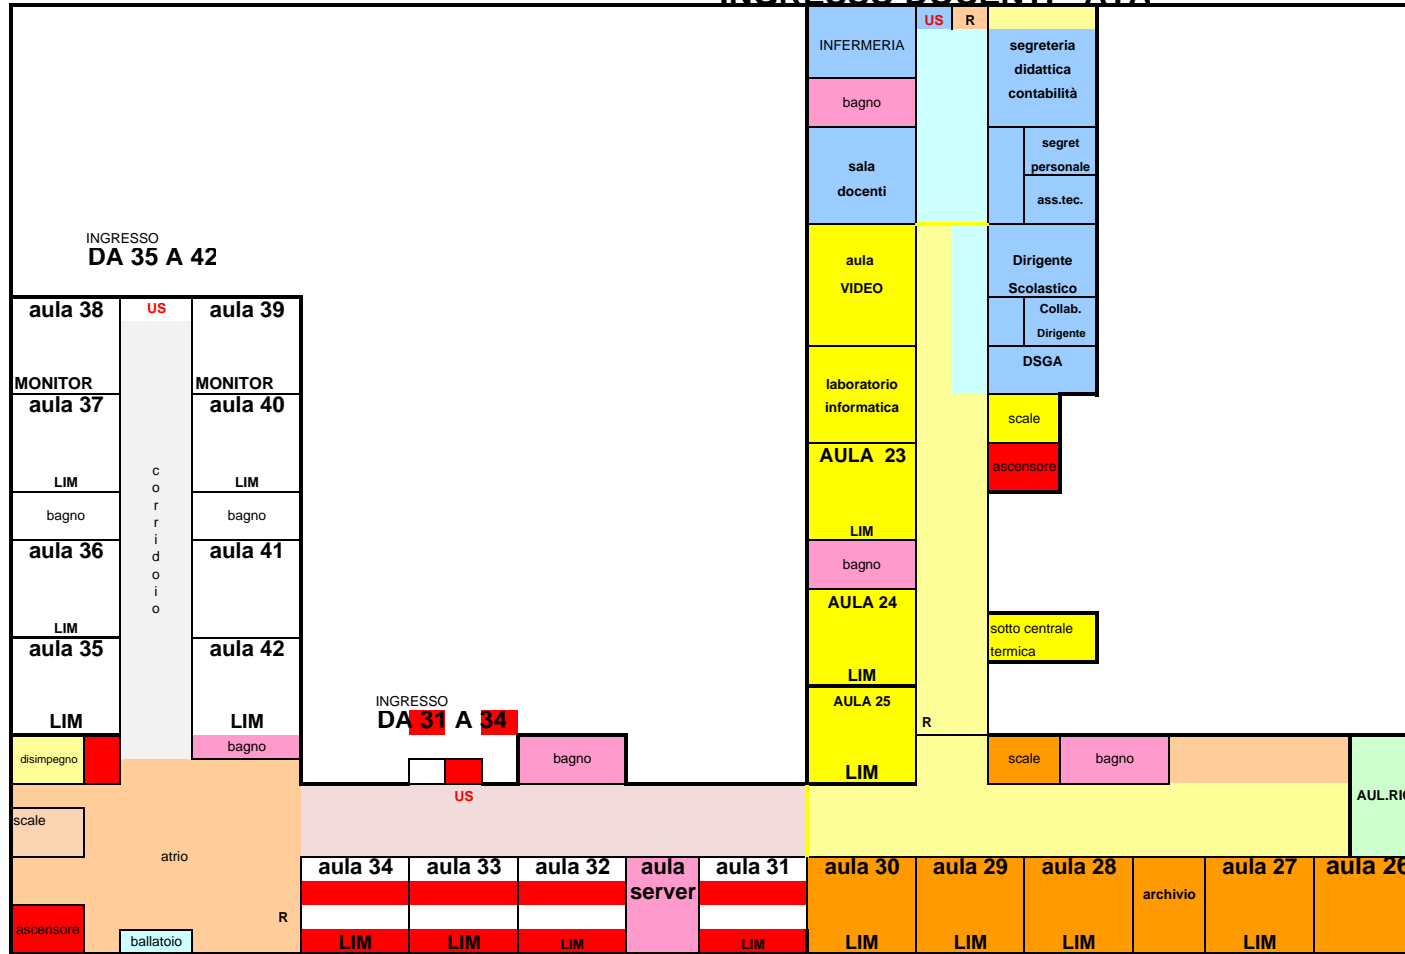 INGRESSO DOCENTI - ATA
US
R
INFERMERIA
segreteria
didattica
contabilità
bagno
sala
docenti
segret
personale
ass.tec.
INGRESSO
DA 35 A 42
aula
VIDEO
Dirigente
Scolastico
Collab.
Dirigente
DSGA
aula 38
US
aula 39
MONITOR
MONITOR
aula 37
aula 40
LIM
LIM
bagno
bagno
corridoio
aula 36
aula 41
LIM
aula 35
aula 42
LIM
LIM
laboratorio
informatica
scale
AULA 23
ascensore
LIM
bagno
AULA 24
LIM
sotto centrale
termica
AULA 25
R
LIM
INGRESSO
DA 31 A 34
disimpegno
bagno
bagno
scale
bagno
US
AUL.RIC
scale
atrio
R
ascensore
ballatoio
aula 34
aula 33
aula 32
aula
server
aula 31
aula 30
aula 29
aula 28
archivio
aula 27
aula 26
LIM
LIM
LIM
LIM
LIM
LIM
LIM
LIM